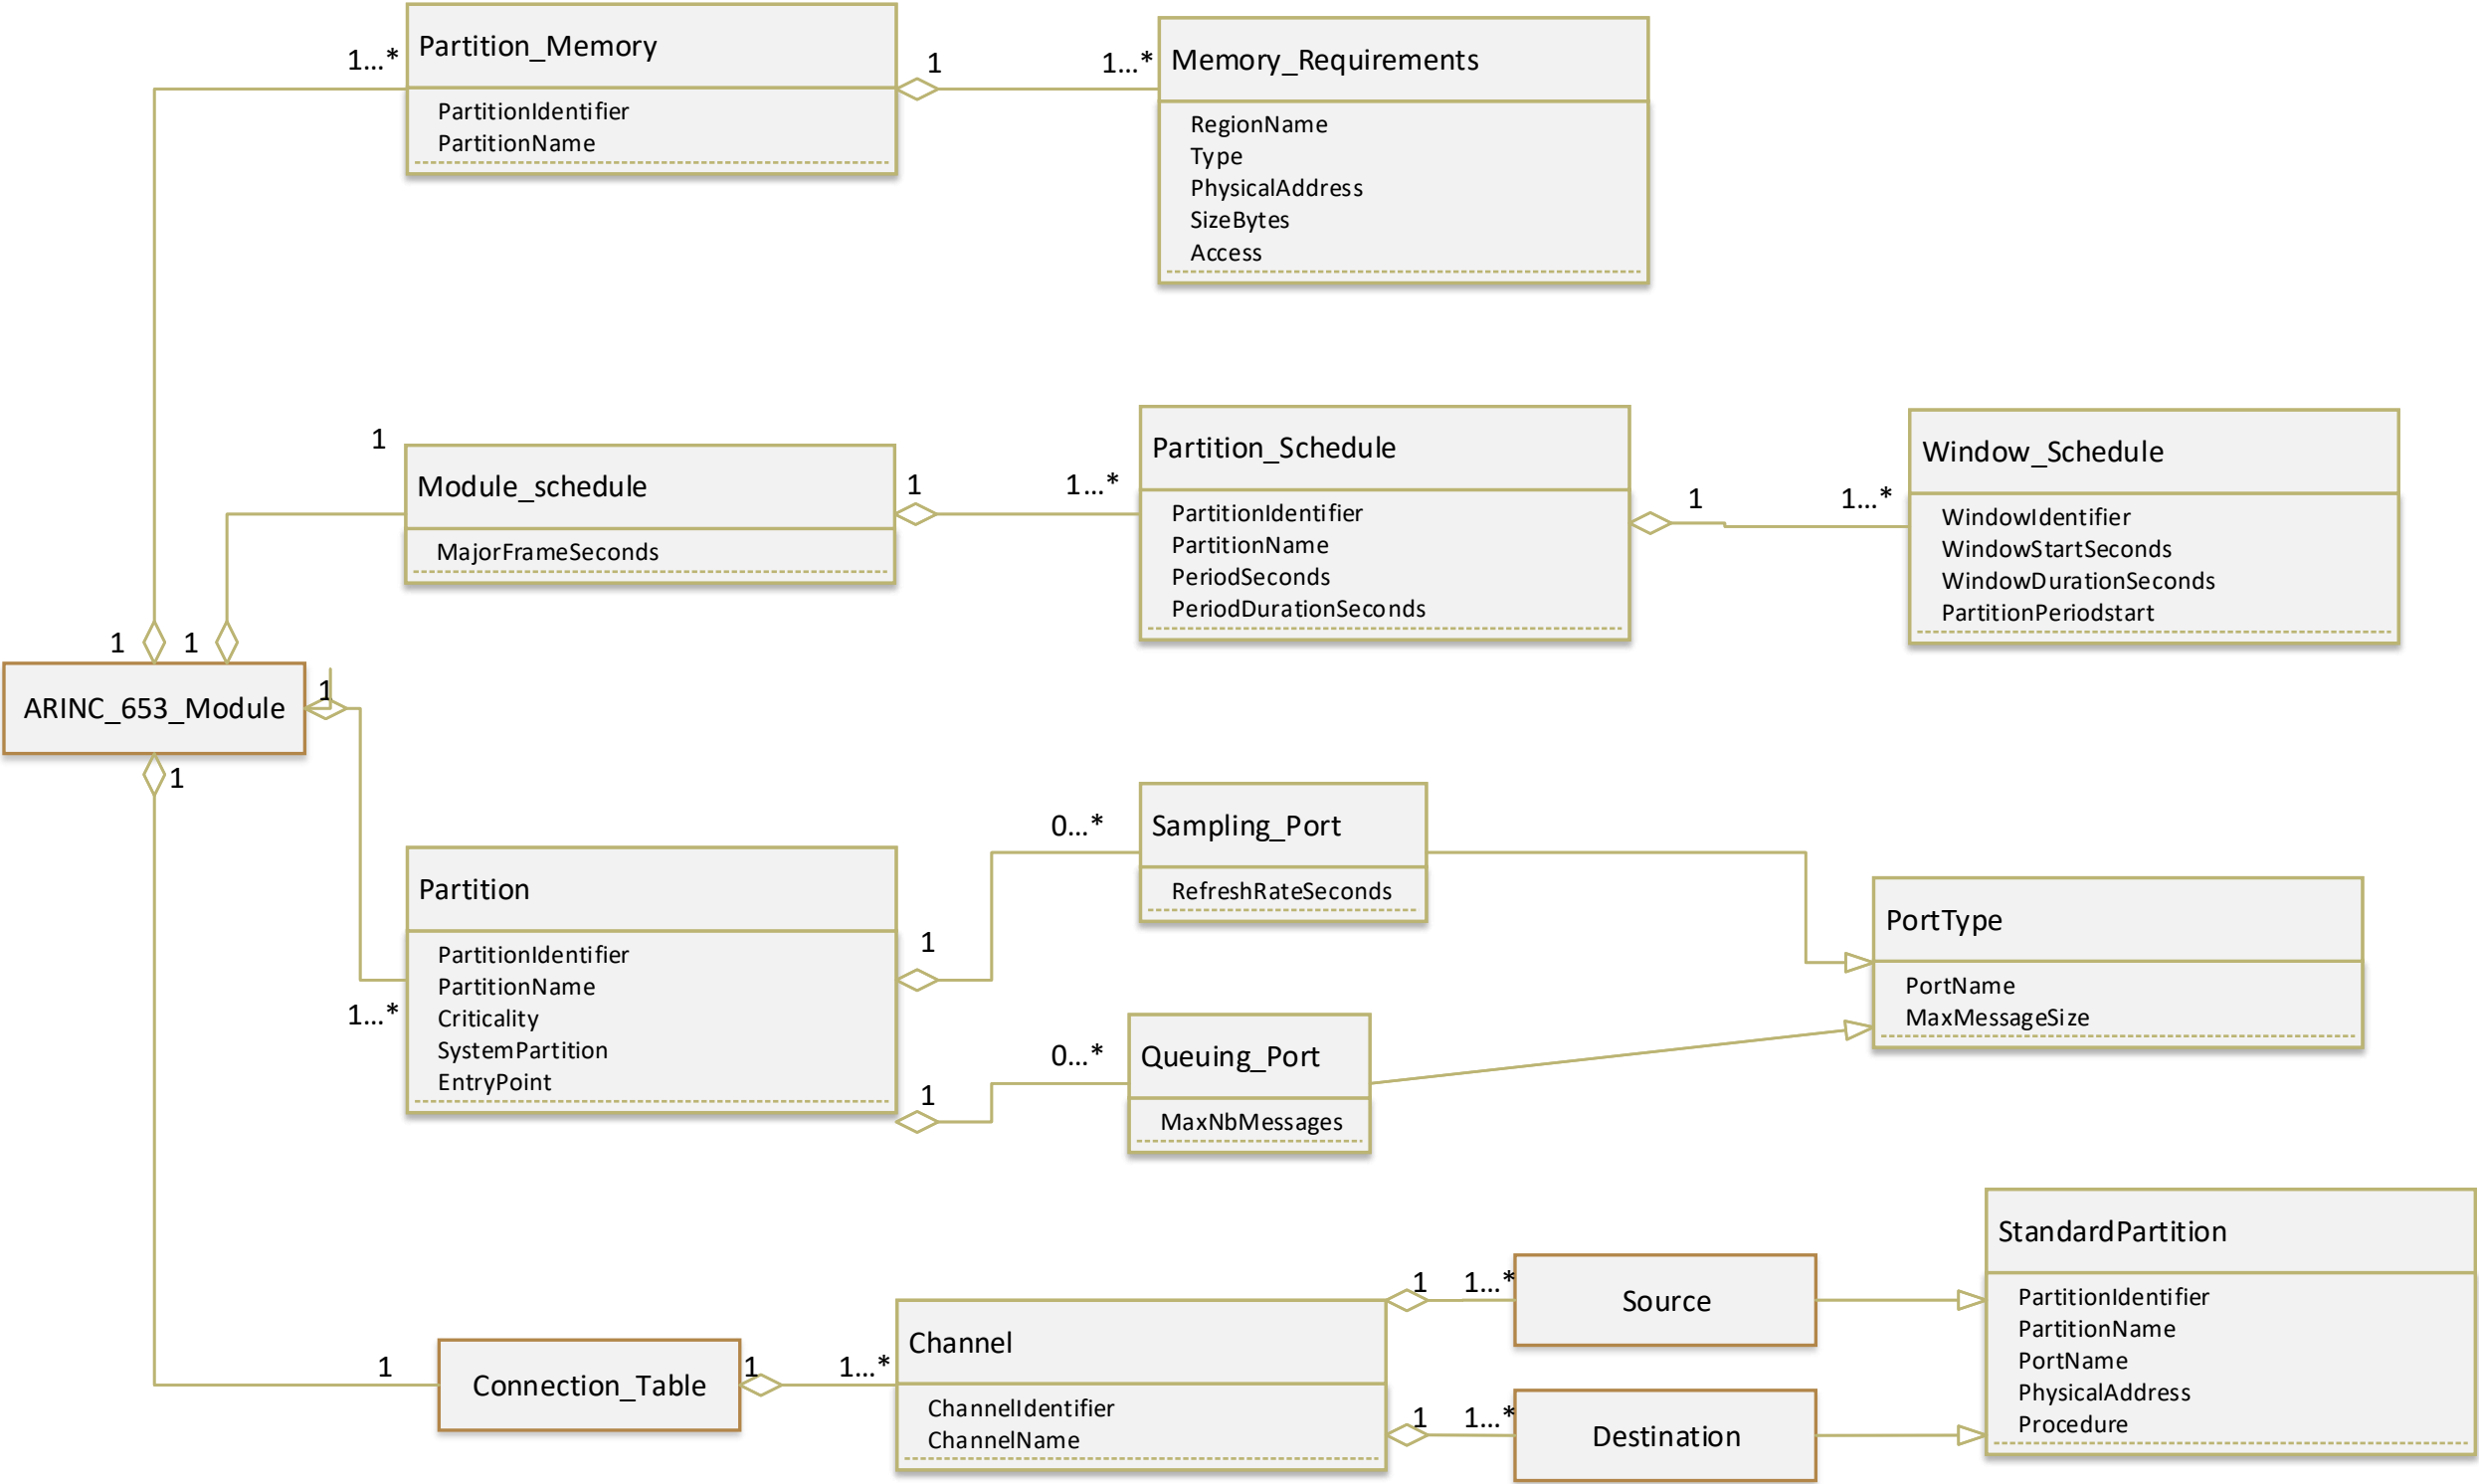 1...*
Partition_Memory
PartitionIdentifier
PartitionName
1
1...*
Memory_Requirements
RegionName
Type
PhysicalAddress
SizeBytes
Access
1
Module_schedule
MajorFrameSeconds
1
1...*
Partition_Schedule
PartitionIdentifier
PartitionName
PeriodSeconds
PeriodDurationSeconds
1
1...*
Window_Schedule
WindowIdentifier
WindowStartSeconds
WindowDurationSeconds
PartitionPeriodstart
1
1
1
ARINC_653_Module
1
Partition
PartitionIdentifier
PartitionName
Criticality
SystemPartition
EntryPoint
1...*
1
0...*
Sampling_Port
RefreshRateSeconds
1
0...*
Queuing_Port
MaxNbMessages
PortType
PortName
MaxMessageSize
1
Connection_Table
1
1...*
Channel
ChannelIdentifier
ChannelName
1
1...*
Source
1
1...*
Destination
StandardPartition
PartitionIdentifier
PartitionName
PortName
PhysicalAddress
Procedure